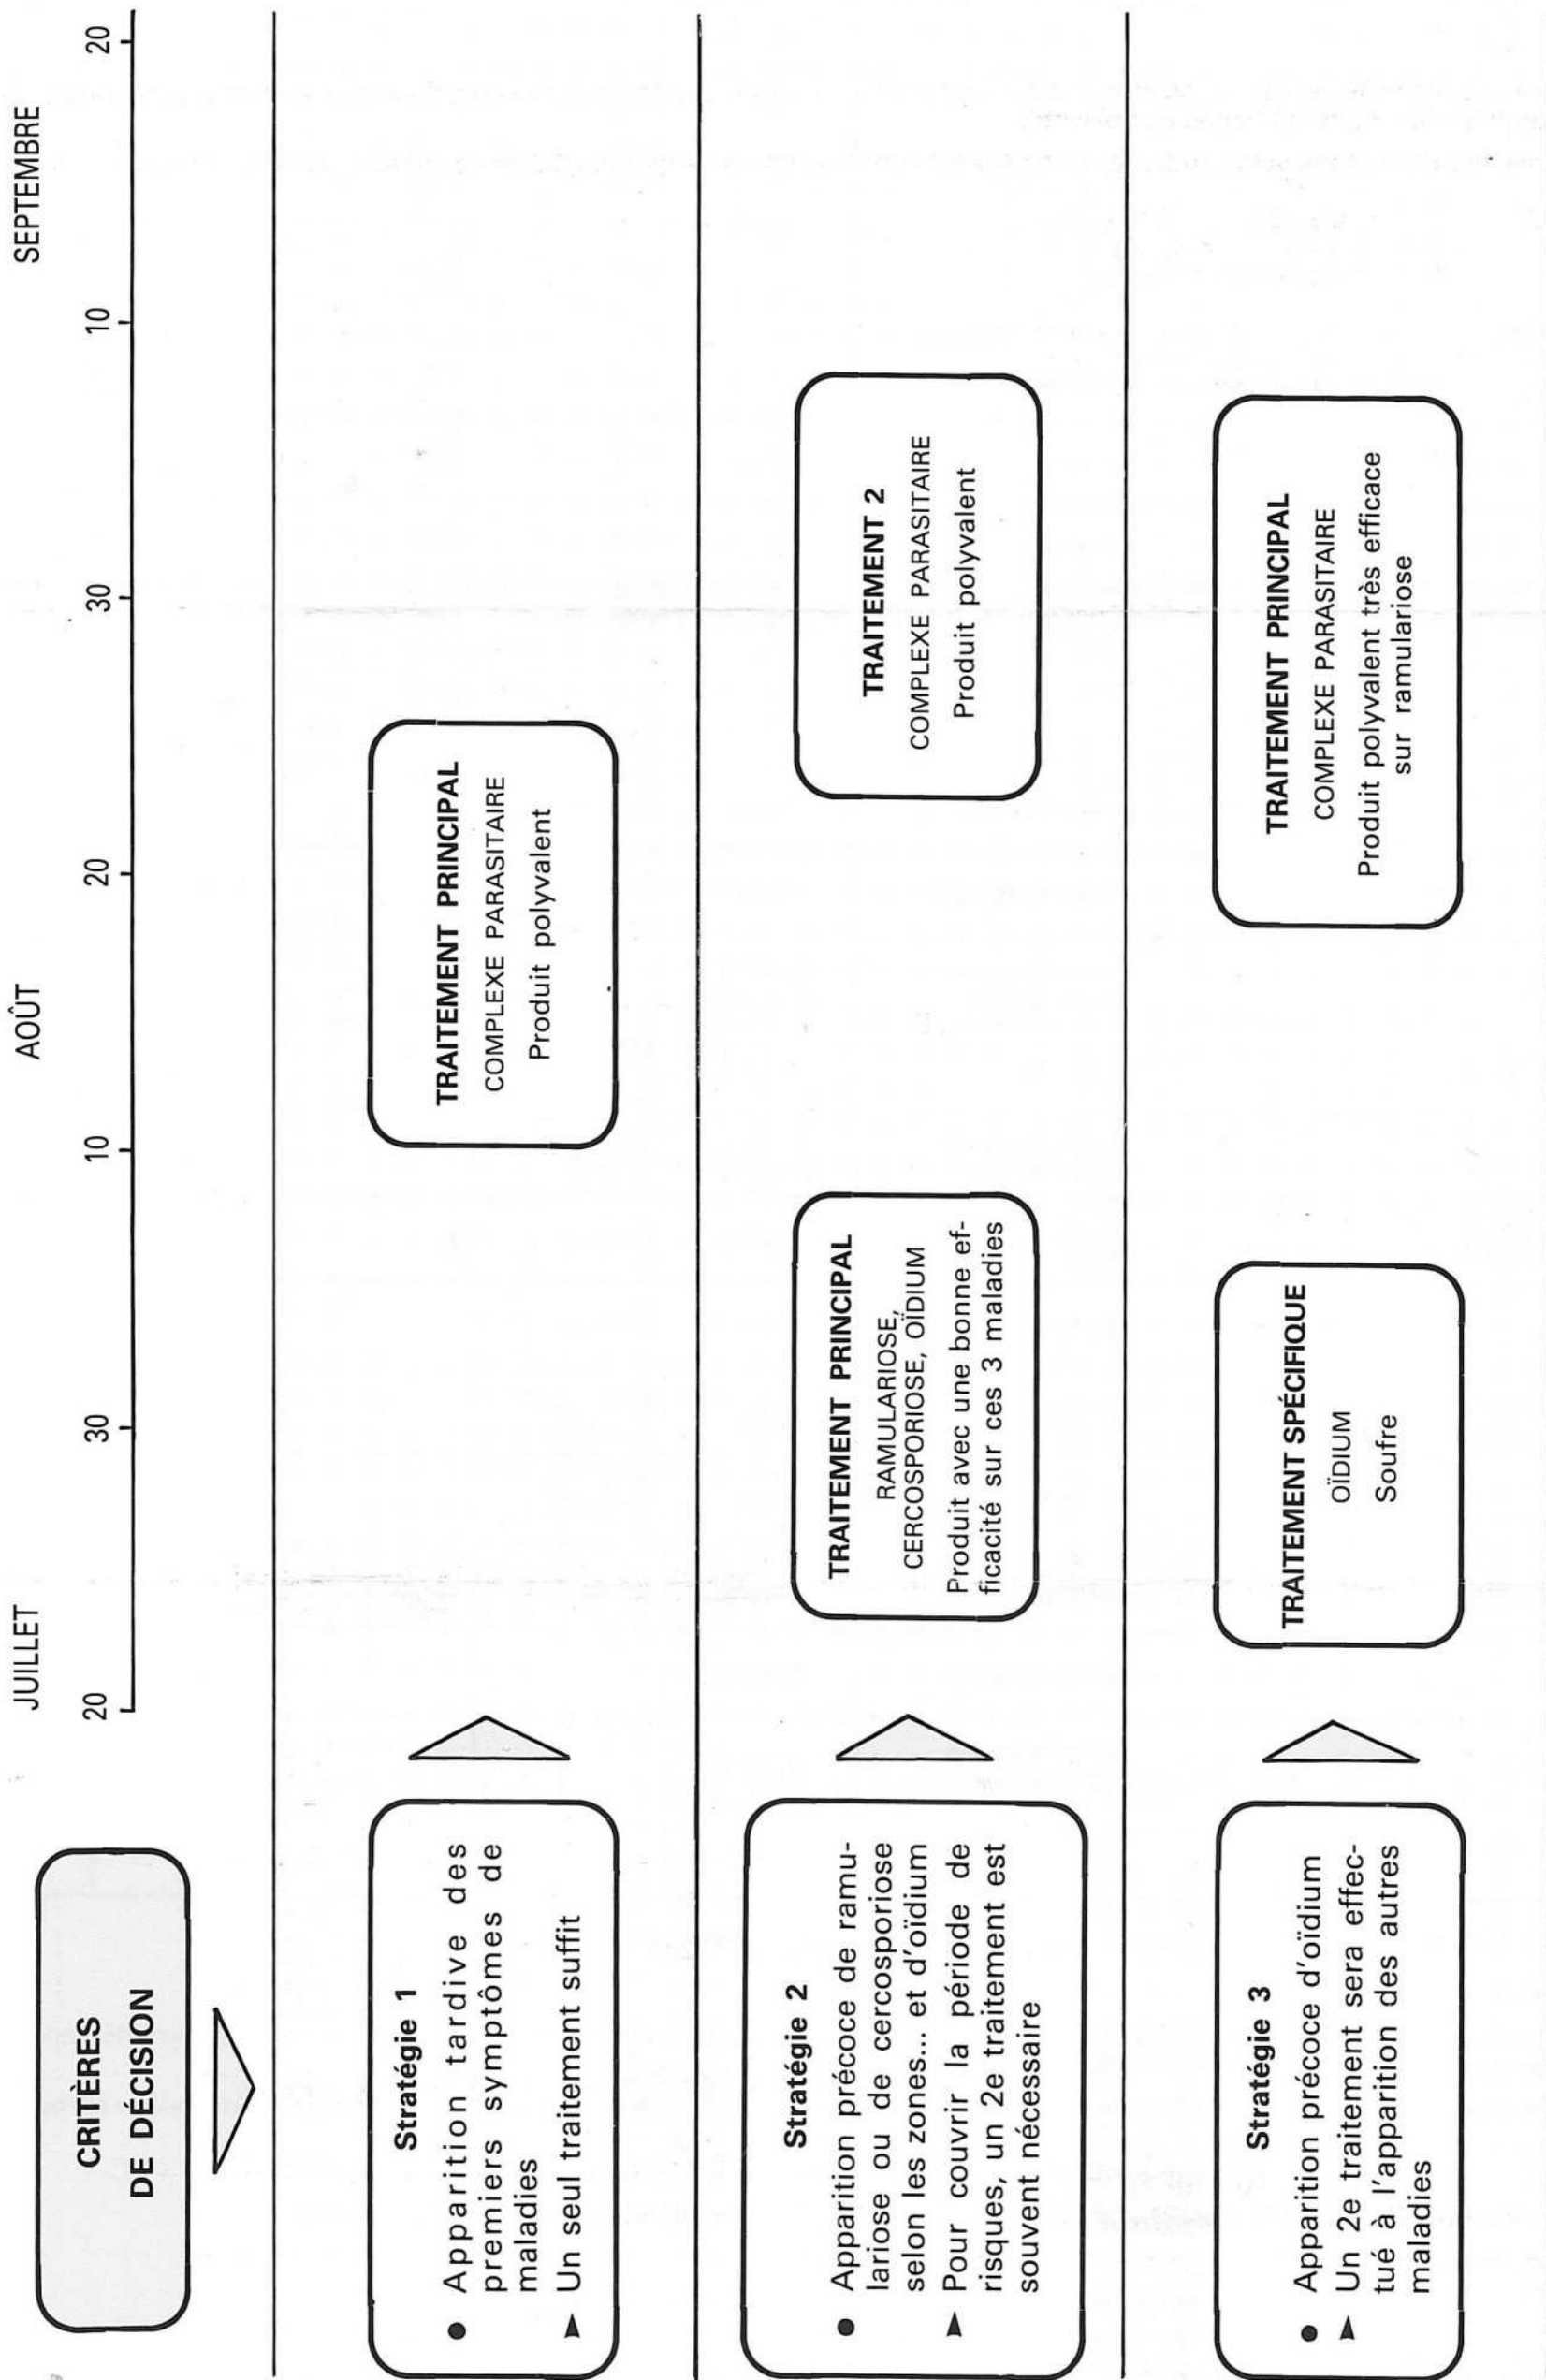 JUILLET AOÛT SEPTEMBRE
20 30 10 20 30 10 20
CRITÈRES
DE DÉCISION
Stratégie 1
● Apparition tardive des
premiers symptômes de
maladies
➤ Un seul traitement suffit
TRAITEMENT PRINCIPAL
COMPLEXE PARASITAIRE
Produit polyvalent
Stratégie 2
● Apparition précoce de ramu-
lariose ou de cercosporiose
selon les zones... et d'oïdium
➤ Pour couvrir la période de
risques, un 2e traitement est
souvent nécessaire
TRAITEMENT PRINCIPAL
RAMULARIOSE,
CERCOSPORIOSE, OÏDIUM
Produit avec une bonne ef-
ficacité sur ces 3 maladies
TRAITEMENT 2
COMPLEXE PARASITAIRE
Produit polyvalent
Stratégie 3
● Apparition précoce d'oïdium
➤ Un 2e traitement sera effec-
tué à l'apparition des autres
maladies
TRAITEMENT SPÉCIFIQUE
OÏDIUM
Soufre
TRAITEMENT PRINCIPAL
COMPLEXE PARASITAIRE
Produit polyvalent très efficace
sur ramulariose